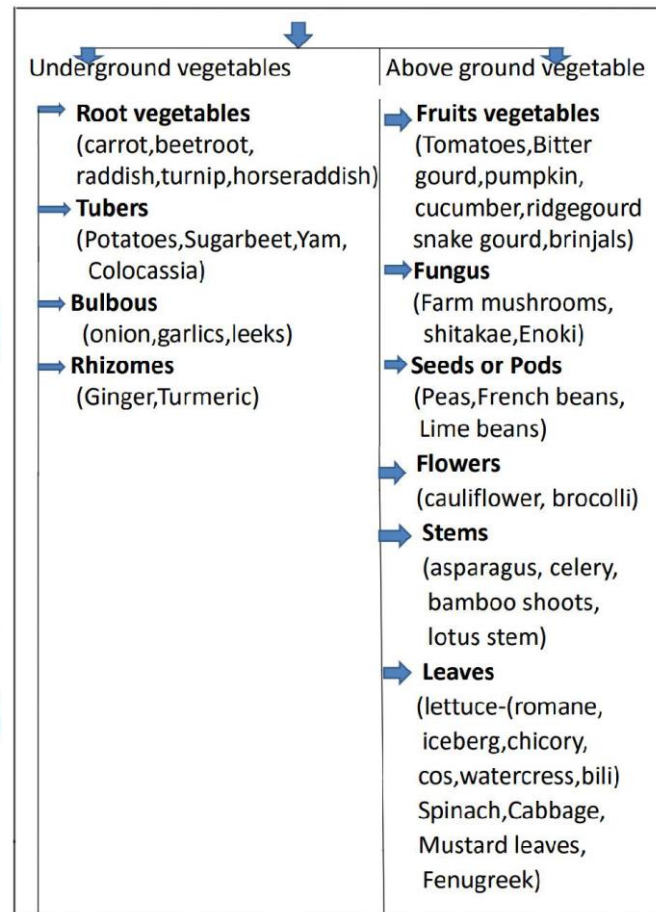 Underground vegetables
Root vegetables
(carrot,beetroot,
raddish,turnip,horseraddish)
Tubers
(Potatoes,Sugarbeet,Yam,
Colocassia)
Bulbous
(onion,garlics,leeks)
Rhizomes
(Ginger,Turmeric)
Above ground vegetable
Fruits vegetables
(Tomatoes,Bitter
gourd,pumpkin,
cucumber,ridgegourd
snake gourd,brinjals)
Fungus
(Farm mushrooms,
shitakae,Enoki)
Seeds or Pods
(Peas,French beans,
Lime beans)
Flowers
(cauliflower, brocolli)
Stems
(asparagus, celery,
bamboo shoots,
lotus stem)
Leaves
(lettuce-(romane,
iceberg,chicory,
cos,watercress,bili)
Spinach,Cabbage,
Mustard leaves,
Fenugreek)